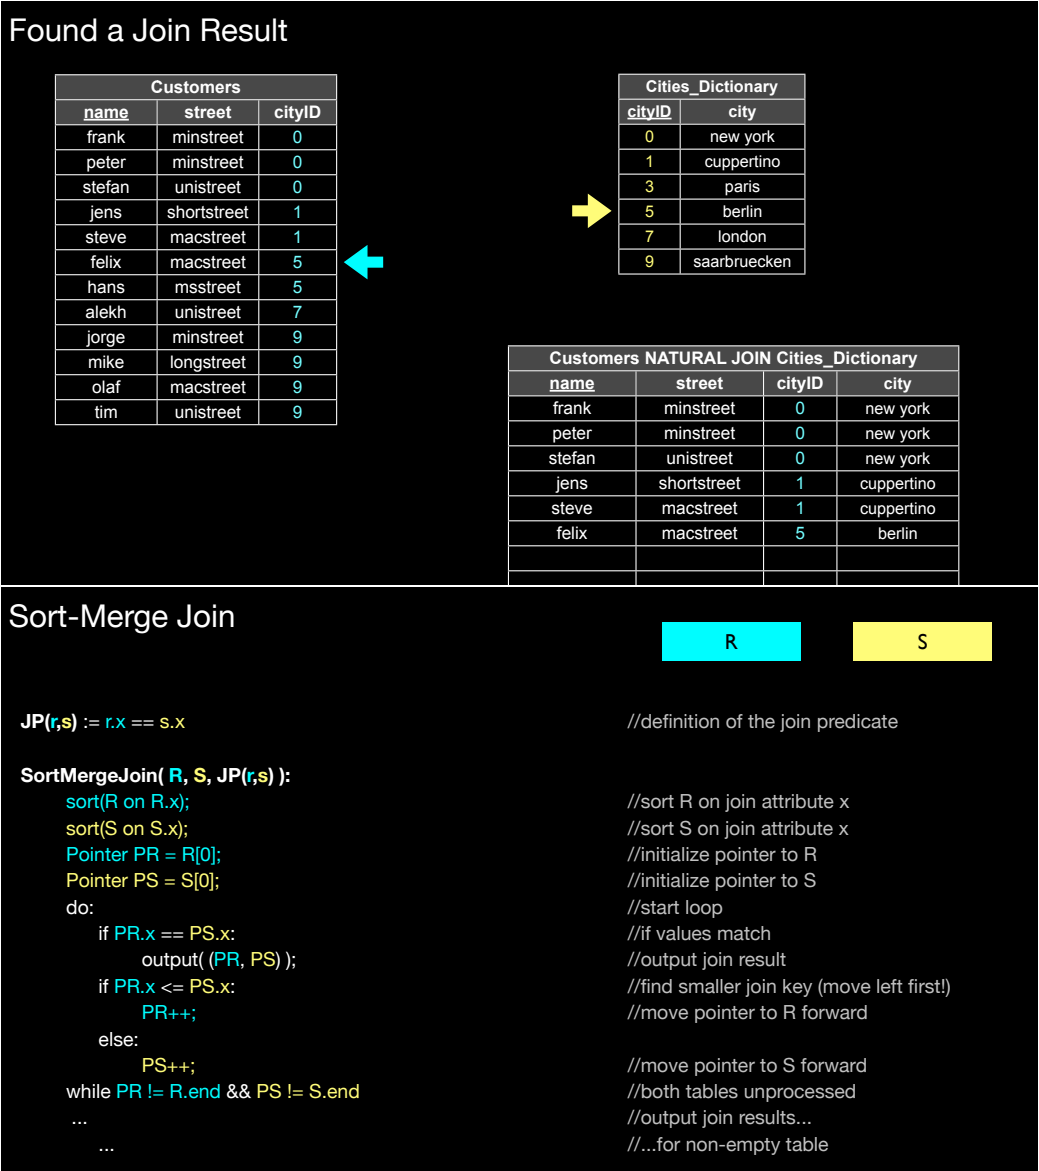 Found a Join Result
Customers
name street cityID
frank minstreet 0
peter minstreet 0
stefan unistreet 0
jens shortstreet 1
steve macstreet 1
felix macstreet 5
hans msstreet 5
alekh unistreet 7
jorge minstreet 9
mike longstreet 9
olaf macstreet 9
tim unistreet 9
Cities_Dictionary
cityID city
0 new york
1 cuppertino
3 paris
5 berlin
7 london
9 saarbruecken
Customers NATURAL JOIN Cities_Dictionary
name street cityID city
frank minstreet 0 new york
peter minstreet 0 new york
stefan unistreet 0 new york
jens shortstreet 1 cuppertino
steve macstreet 1 cuppertino
felix macstreet 5 berlin
Sort-Merge Join
R S
JP(r,s) := r.x == s.x //definition of the join predicate
SortMergeJoin( R, S, JP(r,s) ):
sort(R on R.x); //sort R on join attribute x
sort(S on S.x); //sort S on join attribute x
Pointer PR = R[0]; //initialize pointer to R
Pointer PS = S[0]; //initialize pointer to S
do: //start loop
if PR.x == PS.x: //if values match
output( (PR, PS) ); //output join result
if PR.x <= PS.x: //find smaller join key (move left first!)
PR++; //move pointer to R forward
else:
PS++; //move pointer to S forward
while PR != R.end && PS != S.end //both tables unprocessed
... //output join results...
... //...for non-empty table